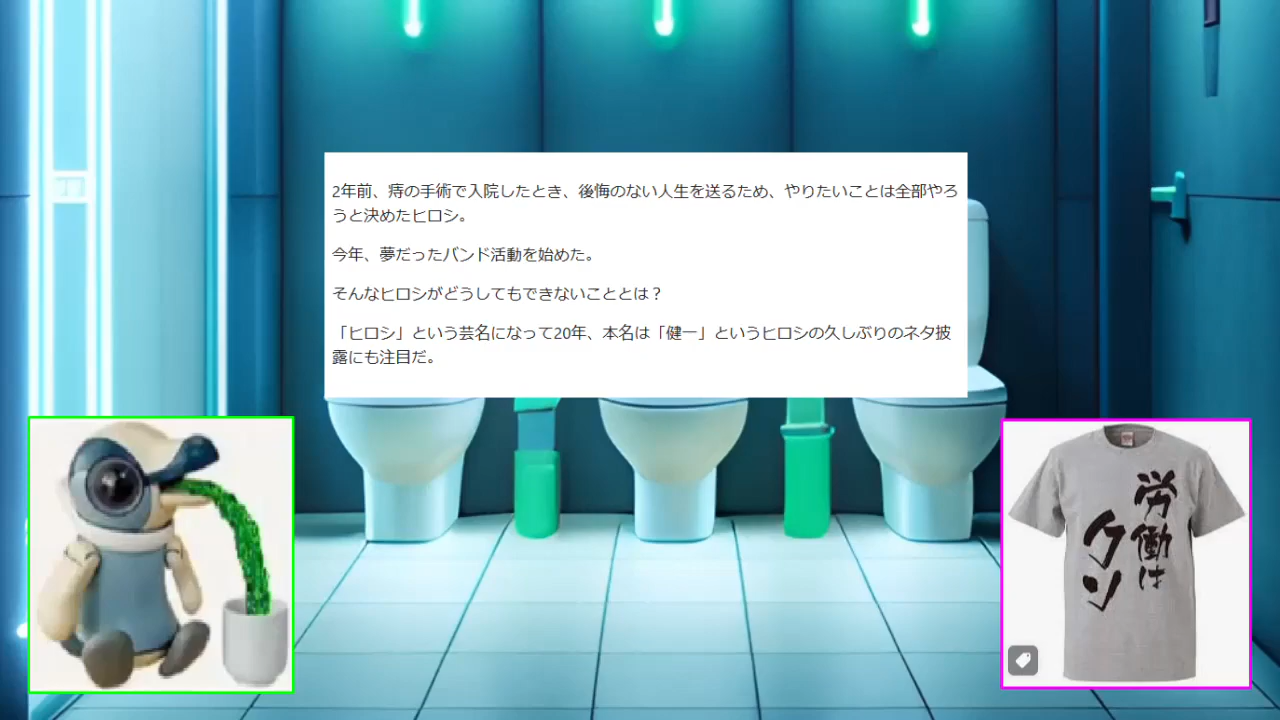 2年前、痔の手術で入院したとき、後悔のない人生を送るため、やりたいことは全部やろ
うと決めたヒロシ。
今年、夢だったバンド活動を始めた。
そんなヒロシがどうしてもできないこととは？
「ヒロシ」という芸名になって20年、本名は「健一」というヒロシの久しぶりのネタ披
露にも注目だ。
労働は
クソ